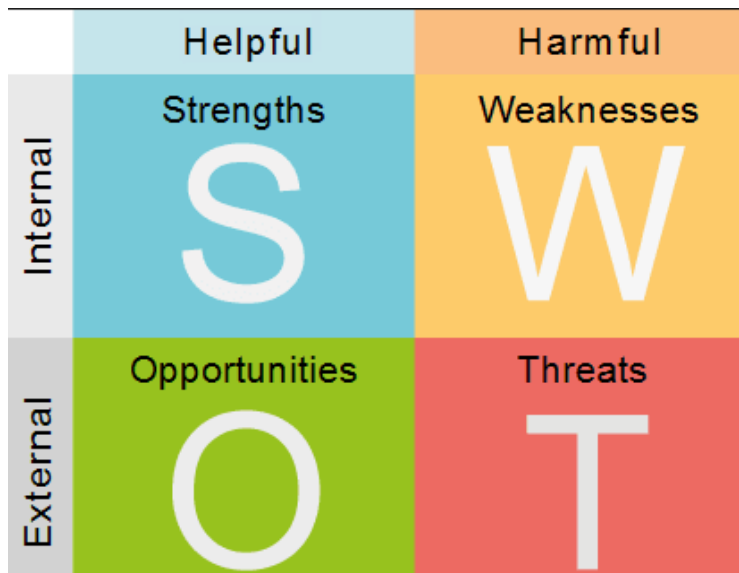 Helpful
Harmful
Internal
Strengths
Weaknesses
S
W
External
Opportunities
Threats
O
T